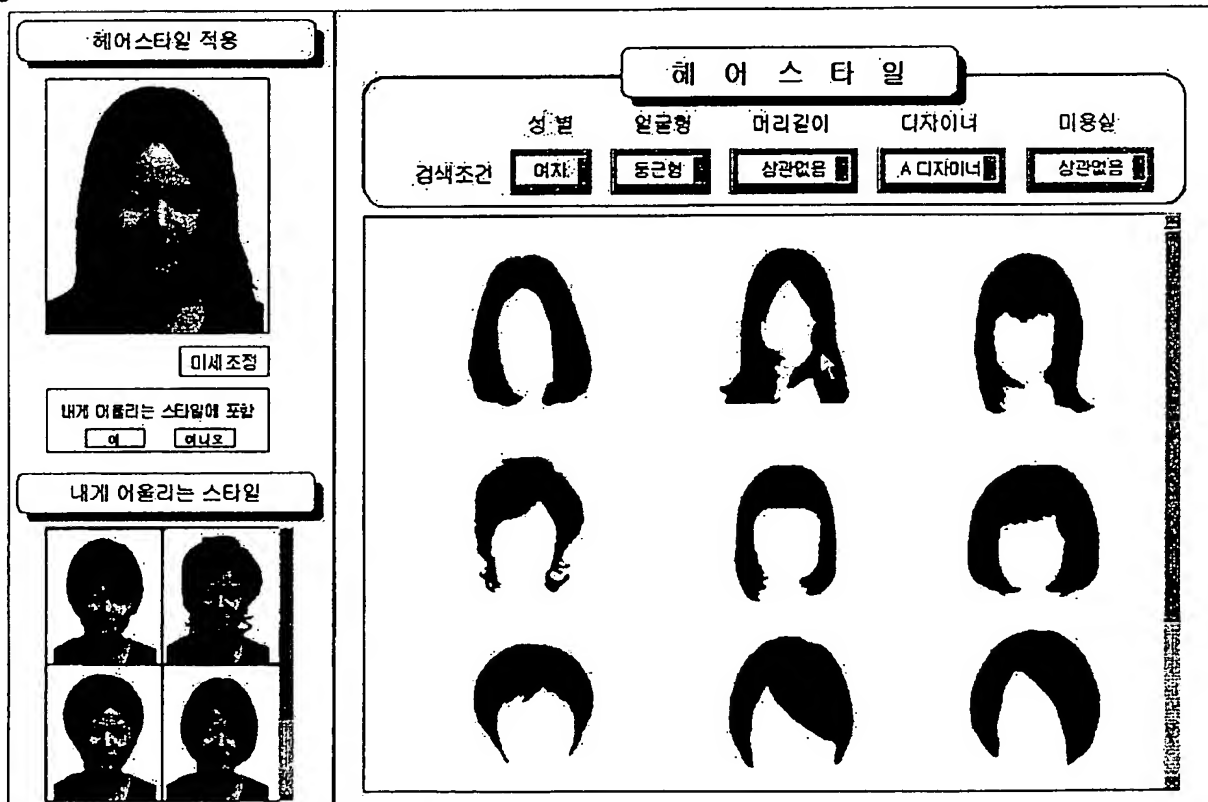 헤어스타일 적용
미세조정
내게 어울리는 스타일에 포함
예 아니오
내게 어울리는 스타일
헤 어 스 타 일
성별 얼굴형 머리길이 디자이너 미용실
검색조건 여자 둥근형 상관없음 A 디자이너 상관없음